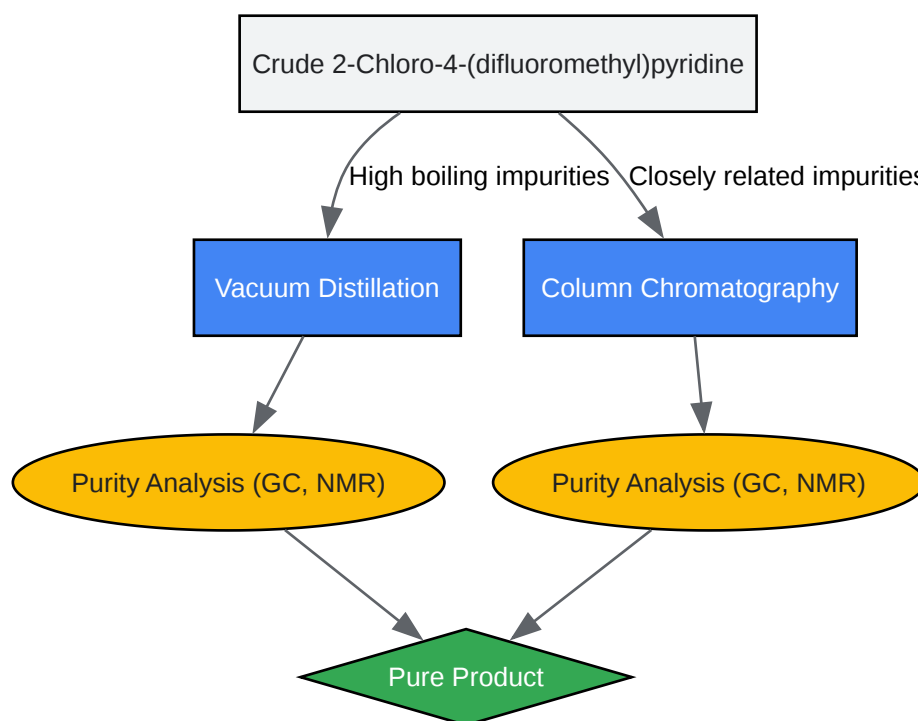 Crude 2-Chloro-4-(difluoromethyl)pyridine
High boiling impurities
Closely related impurities
Vacuum Distillation
Column Chromatography
Purity Analysis (GC, NMR)
Purity Analysis (GC, NMR)
Pure Product